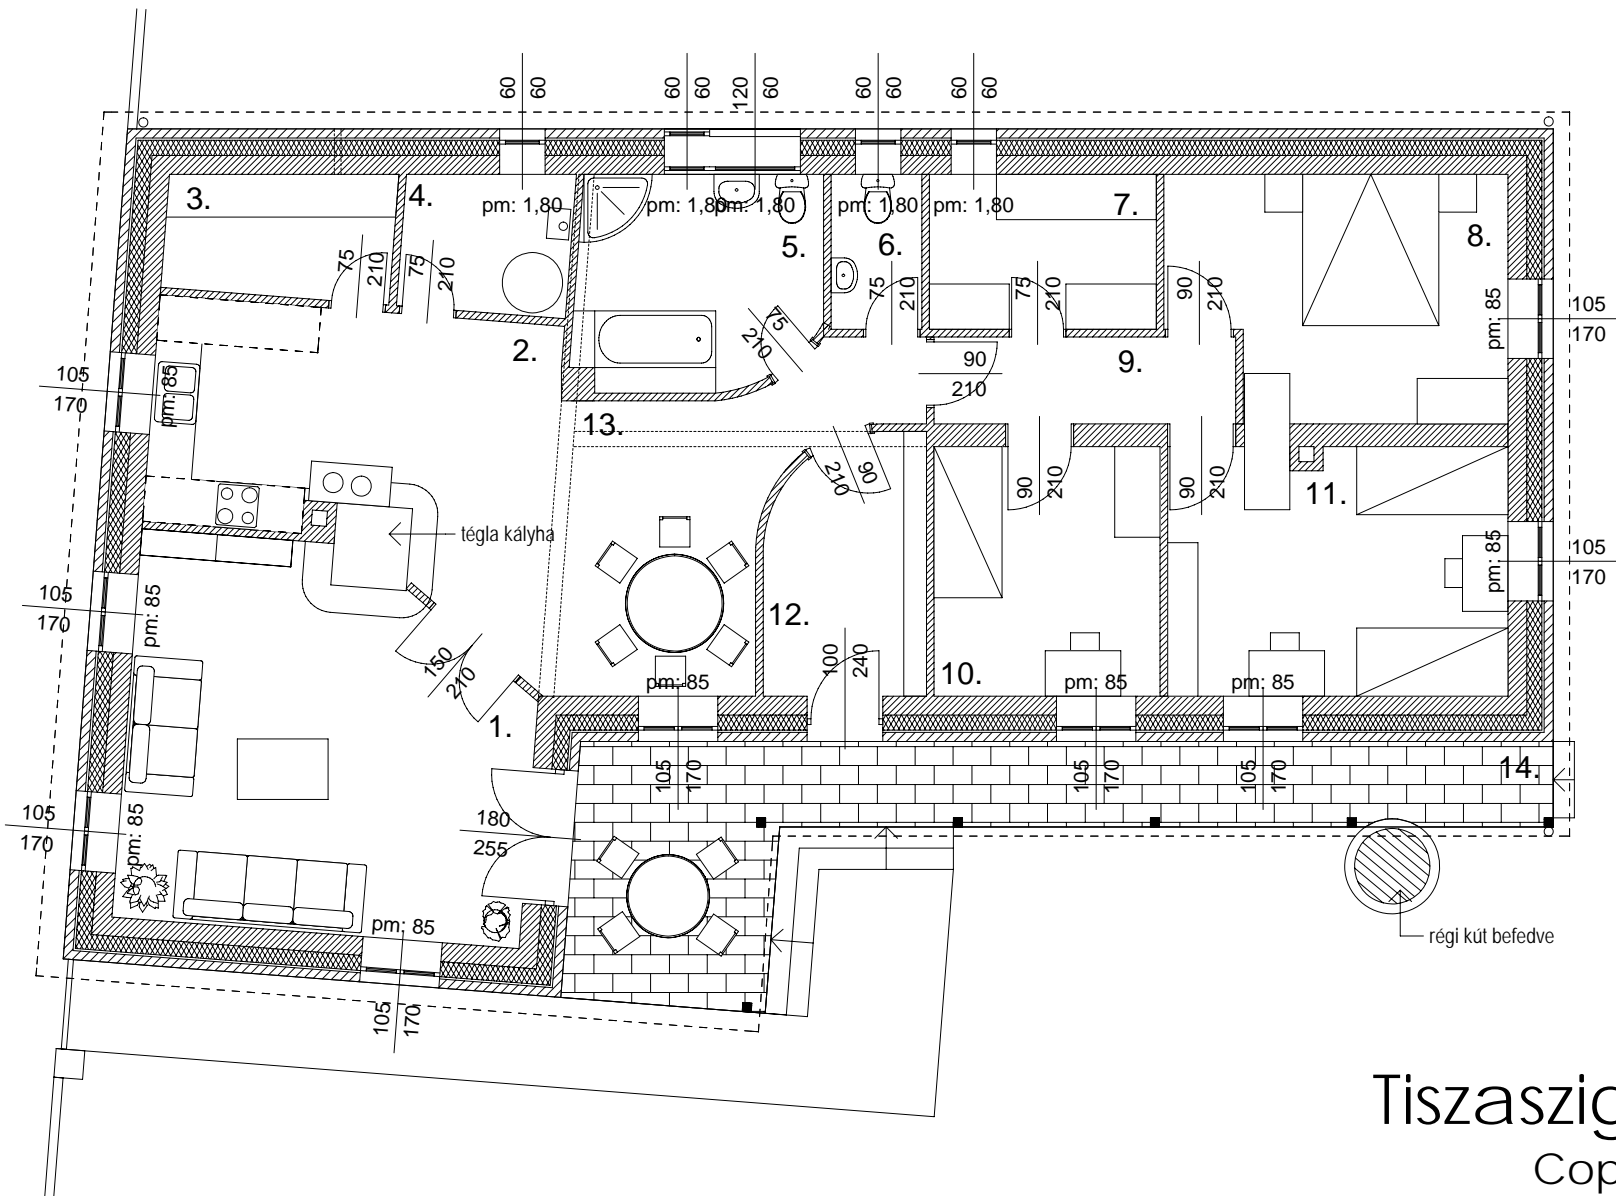 60 60
60 60
120 60
60 60
60 60
3.
4.
pm: 1,80
pm: 1,80
pm: 1,80
pm: 1,80
pm: 1,80
5.
6.
7.
8.
75 210
75 210
75 210
75 210
75 210
90 210
pm: 85
105
170
2.
9.
90
210
105
170
pm: 85
13.
90 210
90 210
90 210
11.
tégla kályha
pm: 85
105
170
105
170
pm: 85
12.
150
210
100 240
10.
pm: 85
pm: 85
pm: 85
1.
105 170
105 170
105 170
14.
105
170
pm: 85
180
255
pm: 85
105 170
régi kút befedve
Tiszaszig
Cop